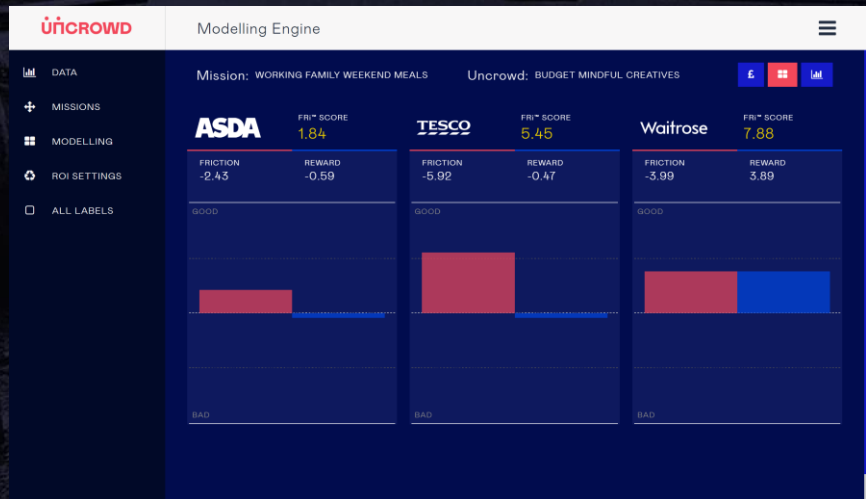 üṅcrowd
Modelling Engine
DATA
MISSIONS
MODELLING
ROI SETTINGS
ALL LABELS
Mission: WORKING FAMILY WEEKEND MEALS
Uncrowd: BUDGET MINDFUL CREATIVES
£
ASDA
FRi™ SCORE
1.84
FRICTION
-2.43
REWARD
-0.59
GOOD
BAD
TESCO
FRi™ SCORE
5.45
FRICTION
-5.92
REWARD
-0.47
GOOD
BAD
Waitrose
FRi™ SCORE
7.88
FRICTION
-3.99
REWARD
3.89
GOOD
BAD